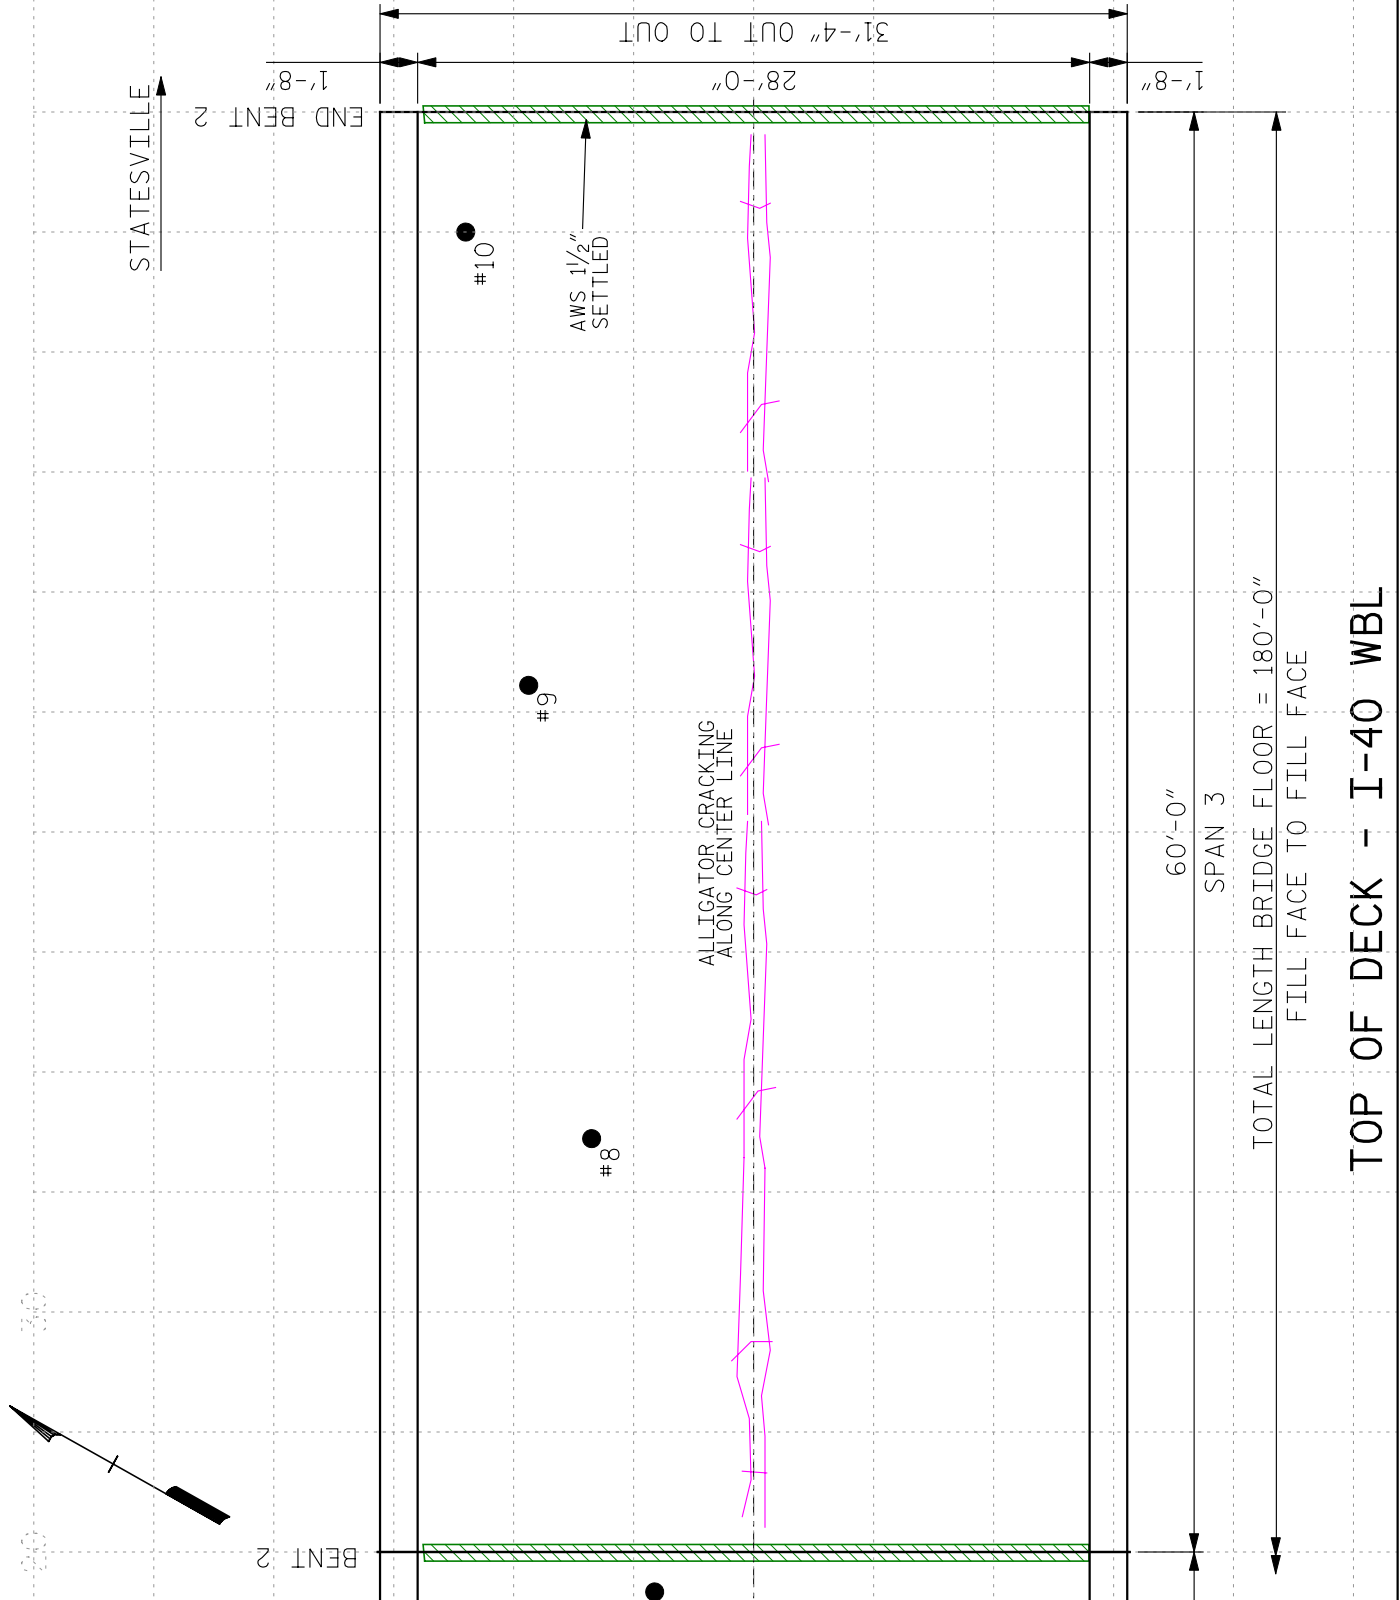 31'-4" OUT TO OUT
1'-8"
28'-0"
1'-8"
END BENT 2
STATESVILLE
#10
AWS 1 1/2"
SETTLED
#9
ALLIGATOR CRACKING
ALONG CENTER LINE
#8
60'-0"
SPAN 3
TOTAL LENGTH BRIDGE FLOOR = 180'-0"
FILL FACE TO FILL FACE
TOP OF DECK - I-40 WBL
BENT 2